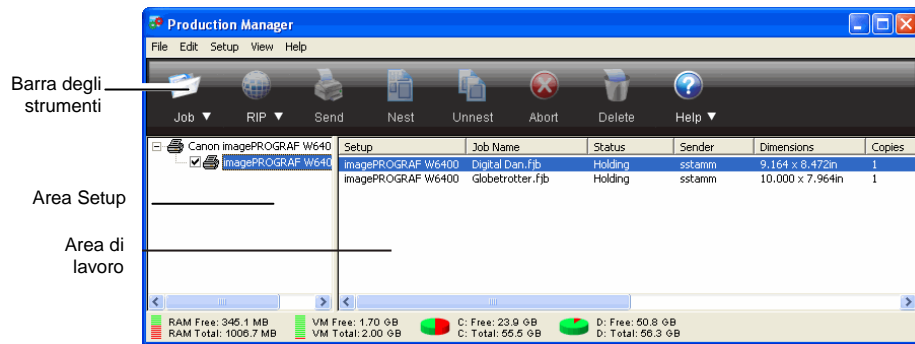 Production Manager
File Edit Setup View Help
Barra degli
strumenti
Job RIP Send Nest Unnest Abort Delete Help
Canon imagePROGRAF W640
imagePROGRAF W640
Setup Job Name Status Sender Dimensions Copies
imagePROGRAF W6400 Digital Dan.fjb Holding sstamm 9.164 x 8.472in 1
imagePROGRAF W6400 Globetrotter.fjb Holding sstamm 10.000 x 7.964in 1
Area Setup
Area di
lavoro
RAM Free: 345.1 MB VM Free: 1.70 GB C: Free: 23.9 GB D: Free: 50.8 GB
RAM Total: 1006.7 MB VM Total: 2.00 GB C: Total: 55.5 GB D: Total: 56.3 GB